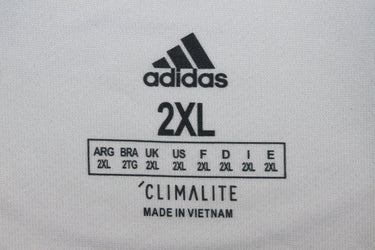 adidas
2XL
ARG BRA UK US F D I E
2XL 2TG 2XL 2XL 2XL 2XL 2XL 2XL
´CLIMALITE
MADE IN VIETNAM